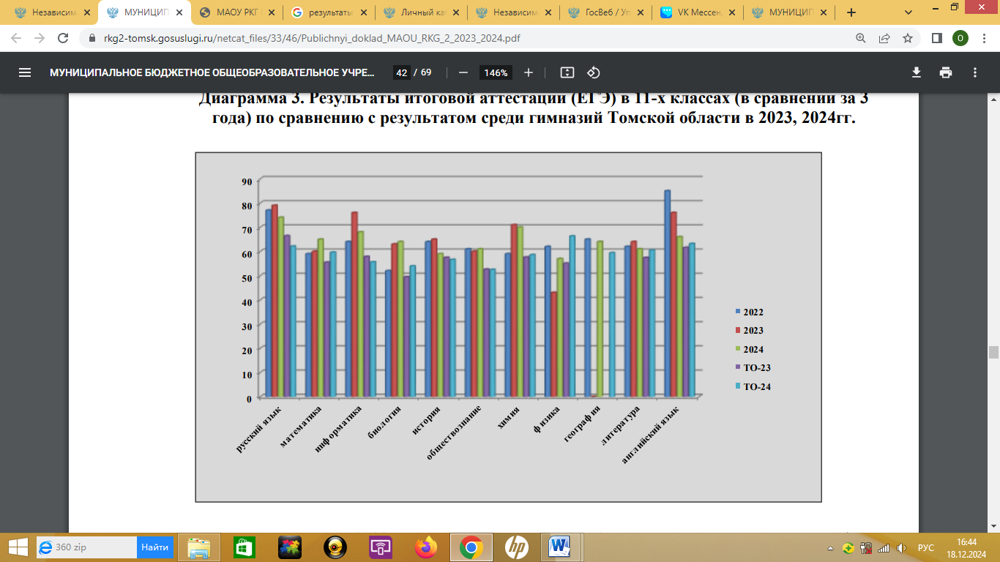 Независим
МУНИЦИП
МАОУ РКГ
результаты
Личный ка
Независим
ГосВеб / Уп
VK Мессен
МУНИЦИП
rkg2-tomsk.gosuslugi.ru/netcat_files/33/46/Publichnyi_doklad_MAOU_RKG_2_2023_2024.pdf
О
МУНИЦИПАЛЬНОЕ БЮДЖЕТНОЕ ОБЩЕОБРАЗОВАТЕЛЬНОЕ УЧРЕ...
42 / 69
146%
Диаграмма 3. Результаты итоговой аттестации (ЕГЭ) в 11-х классах (в сравнении за 3
года) по сравнению с результатом среди гимназий Томской области в 2023, 2024гг.
90
80
70
60
50
40
30
20
10
0
русский язык
математика
информатика
биология
история
обществознание
химия
физика
география
литература
английский язык
2022
2023
2024
ТО-23
ТО-24
360 zip
Найти
hp
РУС
16:44
18.12.2024